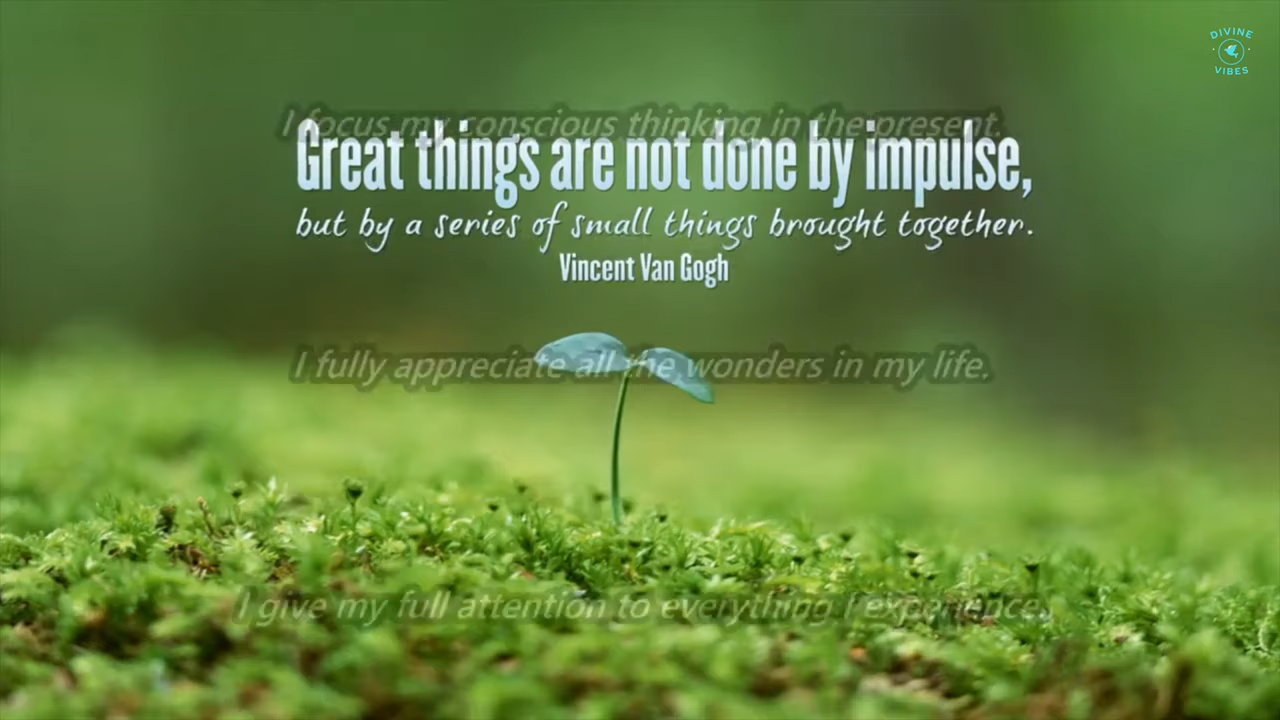 DIVINE
VIBES
I focus my conscious thinking in the present.
Great things are not done by impulse,
but by a series of small things brought together.
Vincent Van Gogh
I fully appreciate all the wonders in my life.
I give my full attention to everything I experience.